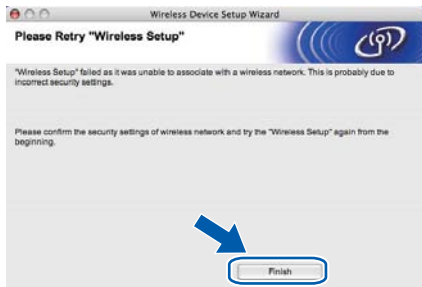 Wireless Device Setup Wizard
Please Retry "Wireless Setup"
"Wireless Setup" failed as it was unable to associate with a wireless network. This is probably due to
incorrect security settings.
Please confirm the security settings of wireless network and try the "Wireless Setup" again from the
beginning.
Finish